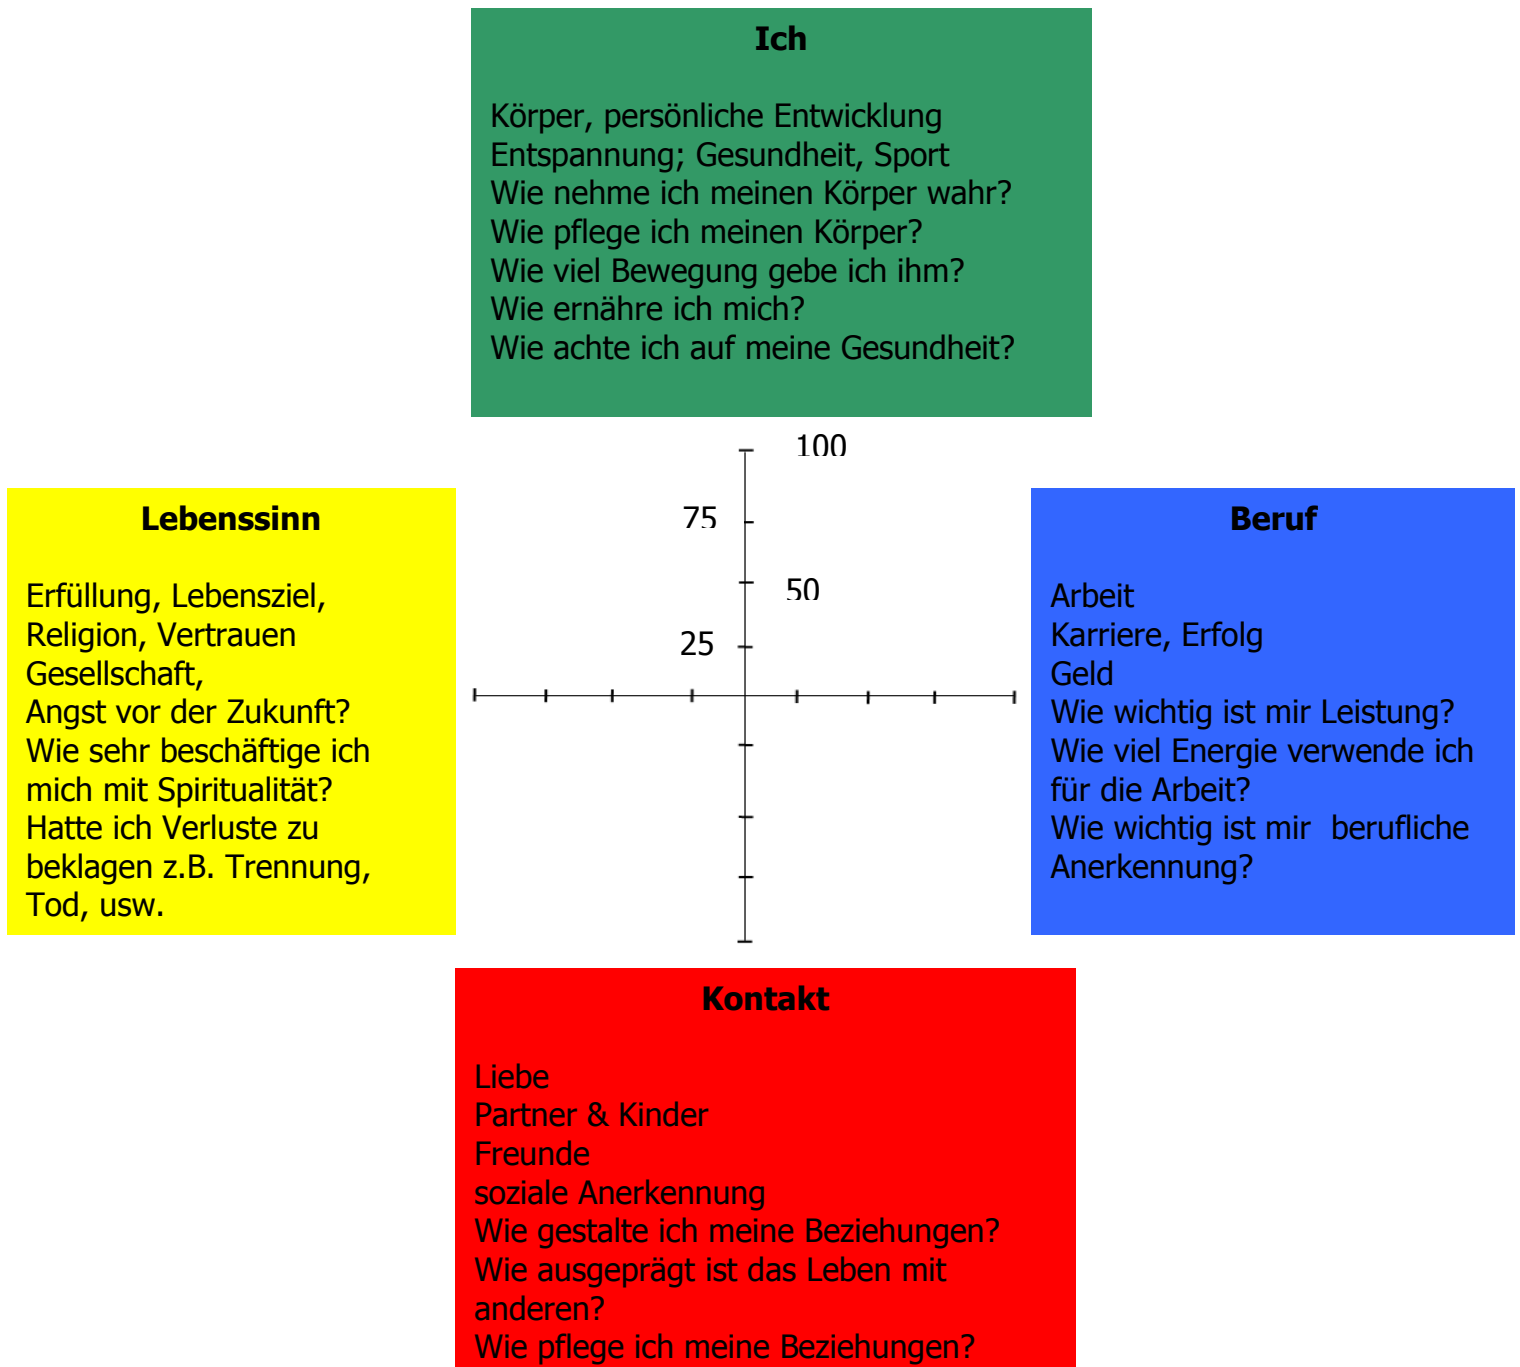 Ich
Körper, persönliche Entwicklung
Entspannung; Gesundheit, Sport
Wie nehme ich meinen Körper wahr?
Wie pflege ich meinen Körper?
Wie viel Bewegung gebe ich ihm?
Wie ernähre ich mich?
Wie achte ich auf meine Gesundheit?
100
75
50
25
Lebenssinn
Erfüllung, Lebensziel,
Religion, Vertrauen
Gesellschaft,
Angst vor der Zukunft?
Wie sehr beschäftige ich
mich mit Spiritualität?
Hatte ich Verluste zu
beklagen z.B. Trennung,
Tod, usw.
Beruf
Arbeit
Karriere, Erfolg
Geld
Wie wichtig ist mir Leistung?
Wie viel Energie verwende ich
für die Arbeit?
Wie wichtig ist mir  berufliche
Anerkennung?
Kontakt
Liebe
Partner & Kinder
Freunde
soziale Anerkennung
Wie gestalte ich meine Beziehungen?
Wie ausgeprägt ist das Leben mit
anderen?
Wie pflege ich meine Beziehungen?